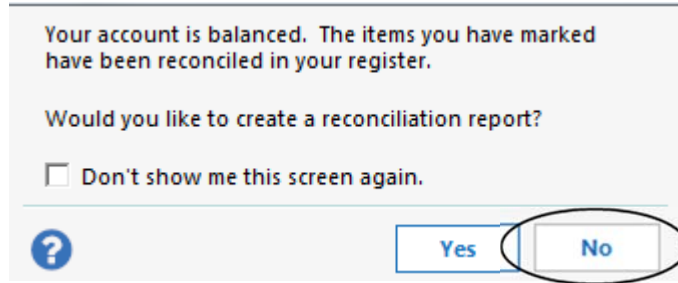 Your account is balanced.  The items you have marked
have been reconciled in your register.
Would you like to create a reconciliation report?
Don't show me this screen again.
?
Yes
No